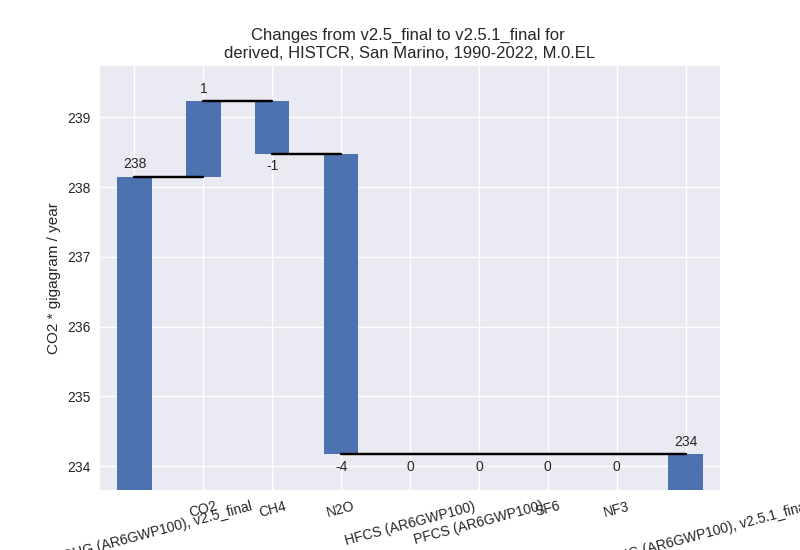 Changes from v2.5_final to v2.5.1_final for
derived, HISTCR, San Marino, 1990-2022, M.0.EL
CO2 * gigagram / year
239
238
237
236
235
234
238
1
-1
-4
0
0
0
0
234
(AR6GWP100), v2.5_final
CO2
CH4
N2O
HFCS (AR6GWP100)
PFCS (AR6GWP100)
SF6
NF3
(AR6GWP100), v2.5.1_final